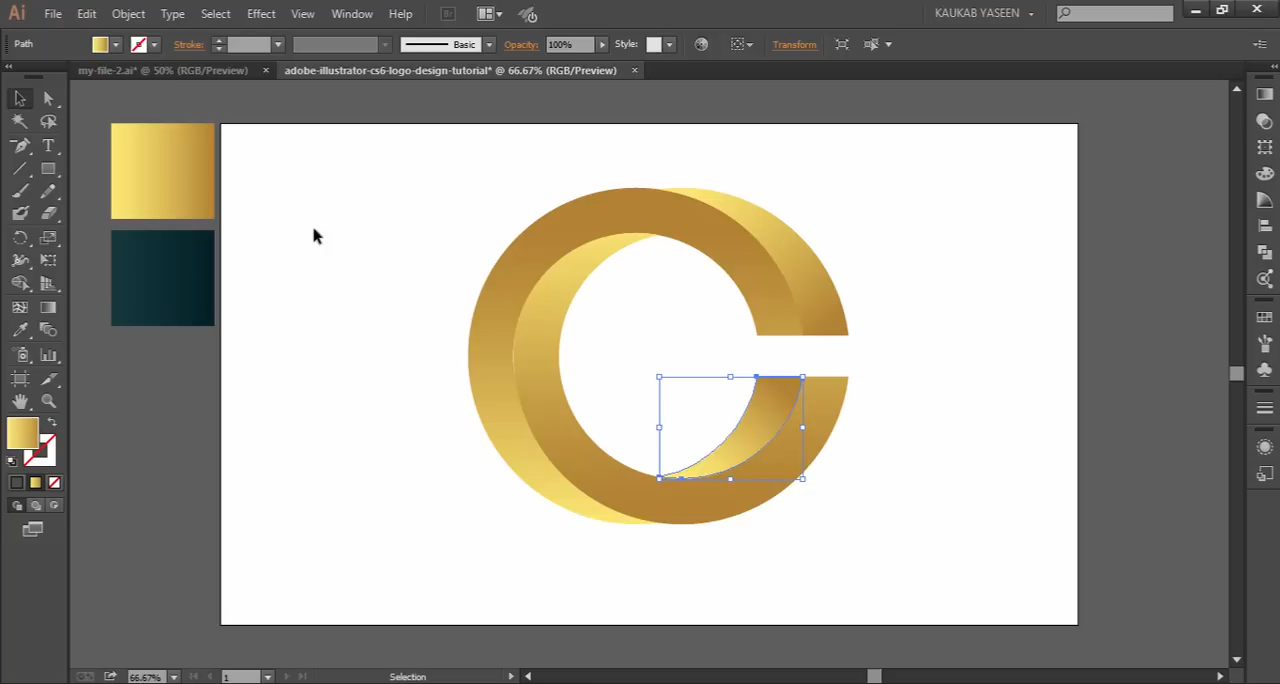 Ai File Edit Object Type Select Effect View Window Help Br KAUKAB YASEEN
Path Stroke: Basic Opacity: 100% Style: Transform
my-file-2.ai* @ 50% (RGB/Preview) × adobe-illustrator-cs6-logo-design-tutorial* @ 66.67% (RGB/Preview) ×
T
66.67% 1 Selection